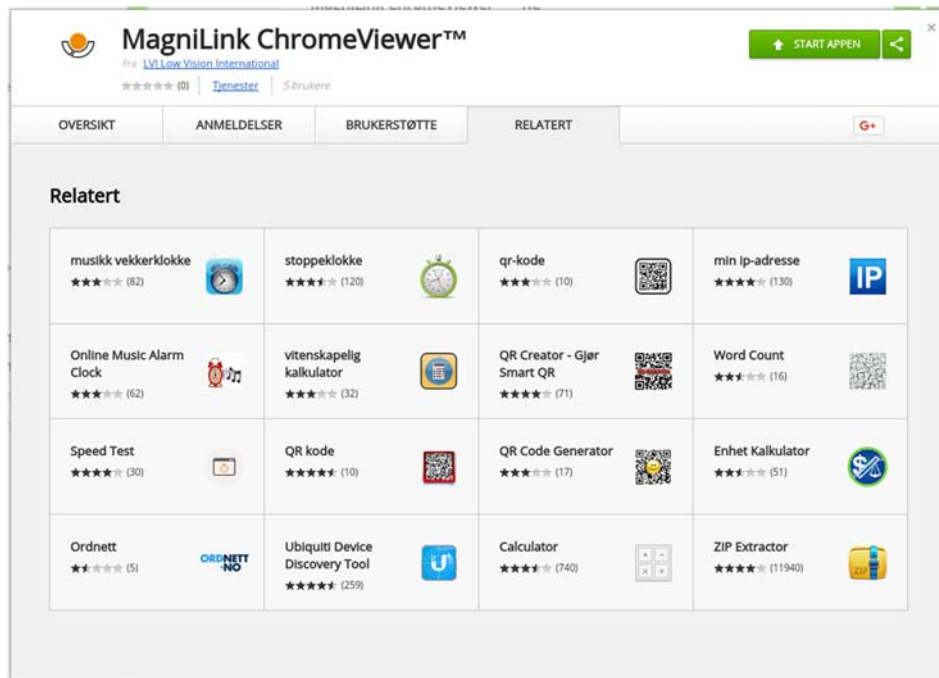 MagniLink ChromeViewer™
fra LVI Low Vision International
(0) Tjenester 5 brukere
START APPEN
OVERSIKT ANMELDELSER BRUKERSTØTTE RELATERT G+
Relatert
musikk vekkerklokke
(82)
stoppeklokke
(120)
qr-kode
(10)
min ip-adresse
(130)
IP
Online Music Alarm
Clock
(62)
vitenskapelig
kalkulator
(32)
QR Creator - Gjør
Smart QR
(71)
Word Count
(16)
Speed Test
(30)
QR kode
(10)
QR Code Generator
(17)
Enhet Kalkulator
(51)
Ordnett
(5)
ORDNETT
·NO
Ubiquiti Device
Discovery Tool
(259)
U
Calculator
(740)
ZIP Extractor
(11940)
ZIP